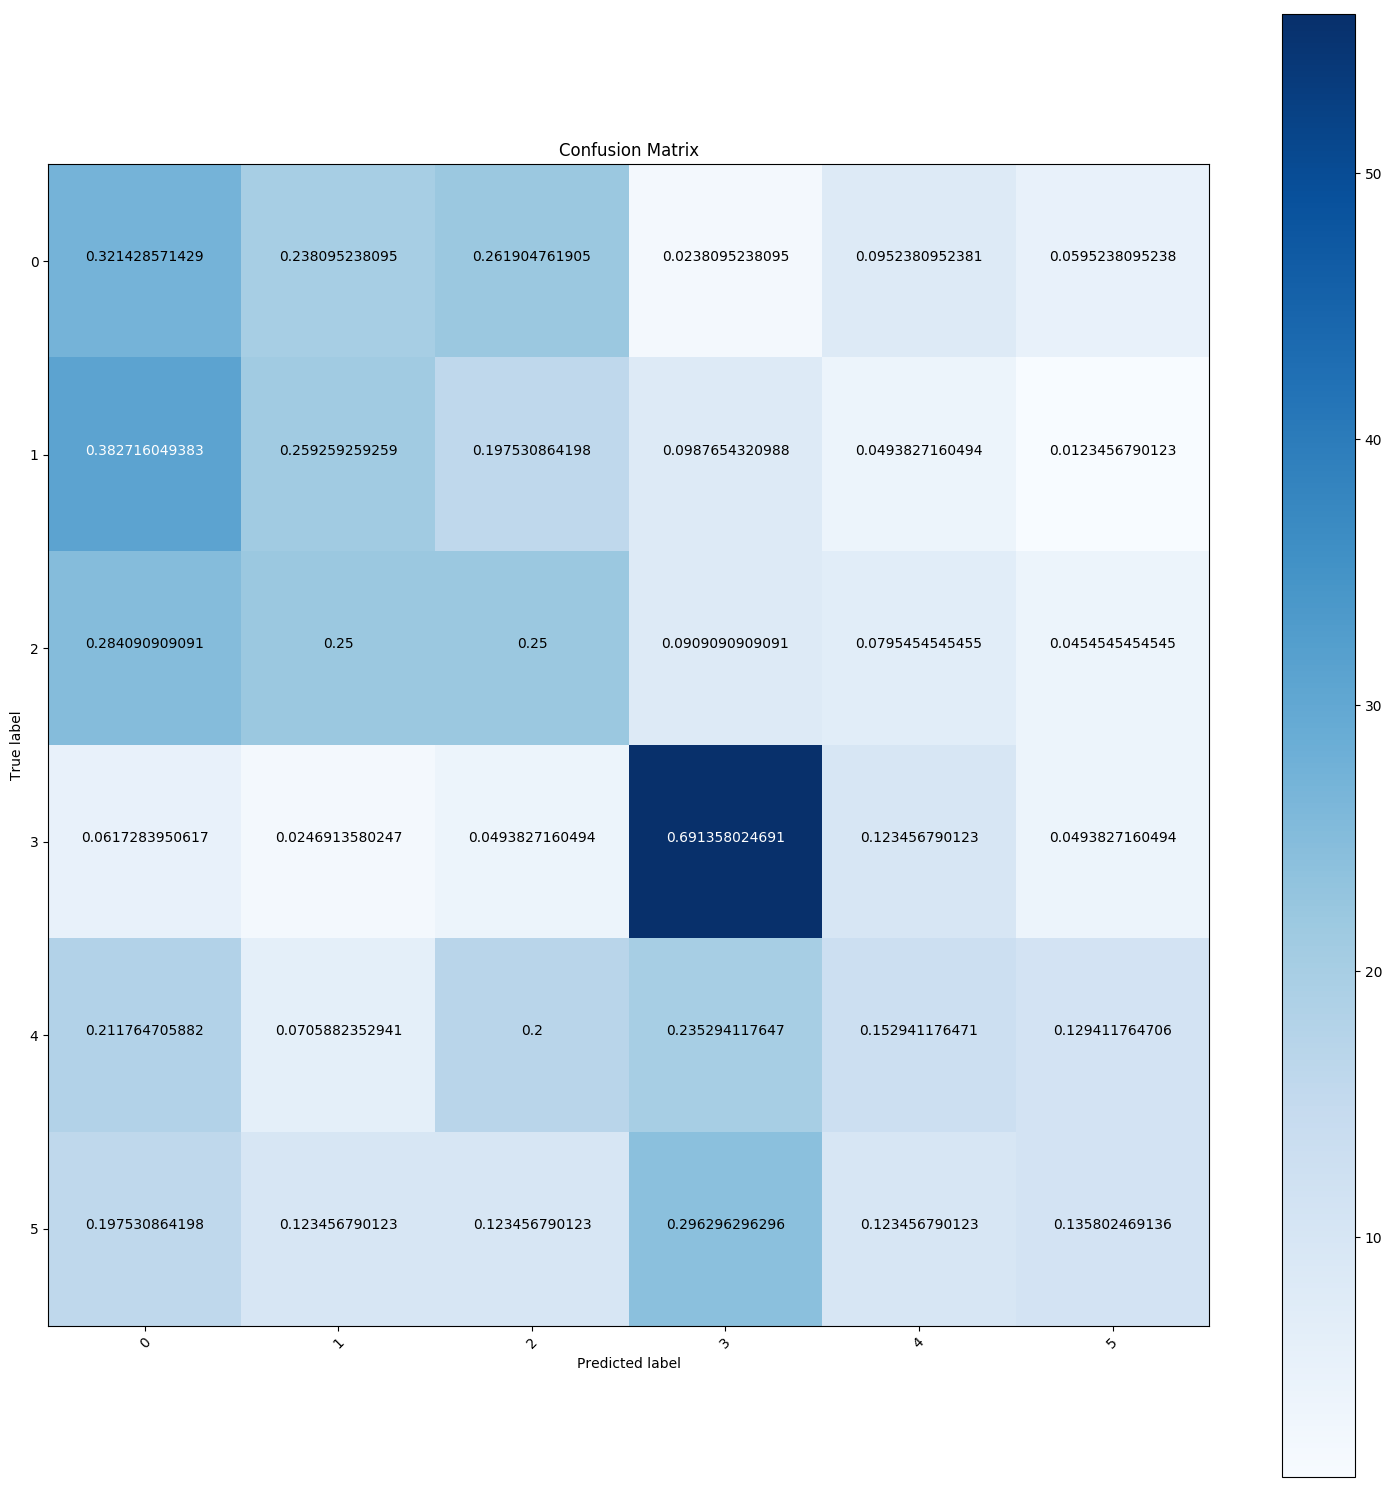 Confusion Matrix
0 0.321428571429 0.238095238095 0.261904761905 0.0238095238095 0.0952380952381 0.0595238095238
1 0.382716049383 0.259259259259 0.197530864198 0.0987654320988 0.0493827160494 0.0123456790123
2 0.284090909091 0.25 0.25 0.0909090909091 0.0795454545455 0.0454545454545
3 0.0617283950617 0.0246913580247 0.0493827160494 0.691358024691 0.123456790123 0.0493827160494
4 0.211764705882 0.0705882352941 0.2 0.235294117647 0.152941176471 0.129411764706
5 0.197530864198 0.123456790123 0.123456790123 0.296296296296 0.123456790123 0.135802469136
0 1 2 3 4 5
Predicted label
True label
50
40
30
20
10